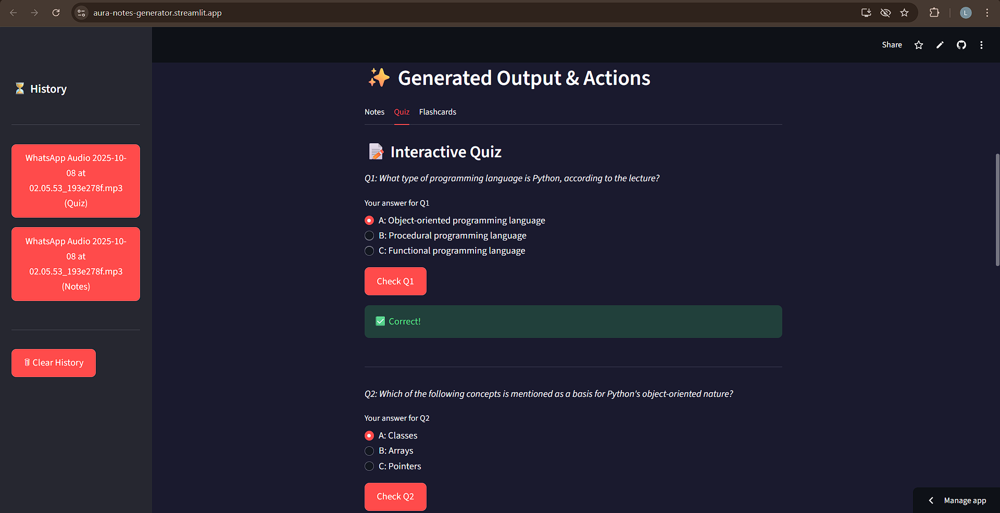 aura-notes-generator.streamlit.app
L
Share
History
WhatsApp Audio 2025-10-
08 at
02.05.53_193e278f.mp3
(Quiz)
WhatsApp Audio 2025-10-
08 at
02.05.53_193e278f.mp3
(Notes)
Clear History
Generated Output & Actions
Notes Quiz Flashcards
Interactive Quiz
Q1: What type of programming language is Python, according to the lecture?
Your answer for Q1
A: Object-oriented programming language
B: Procedural programming language
C: Functional programming language
Check Q1
Correct!
Q2: Which of the following concepts is mentioned as a basis for Python's object-oriented nature?
Your answer for Q2
A: Classes
B: Arrays
C: Pointers
Check Q2
Manage app